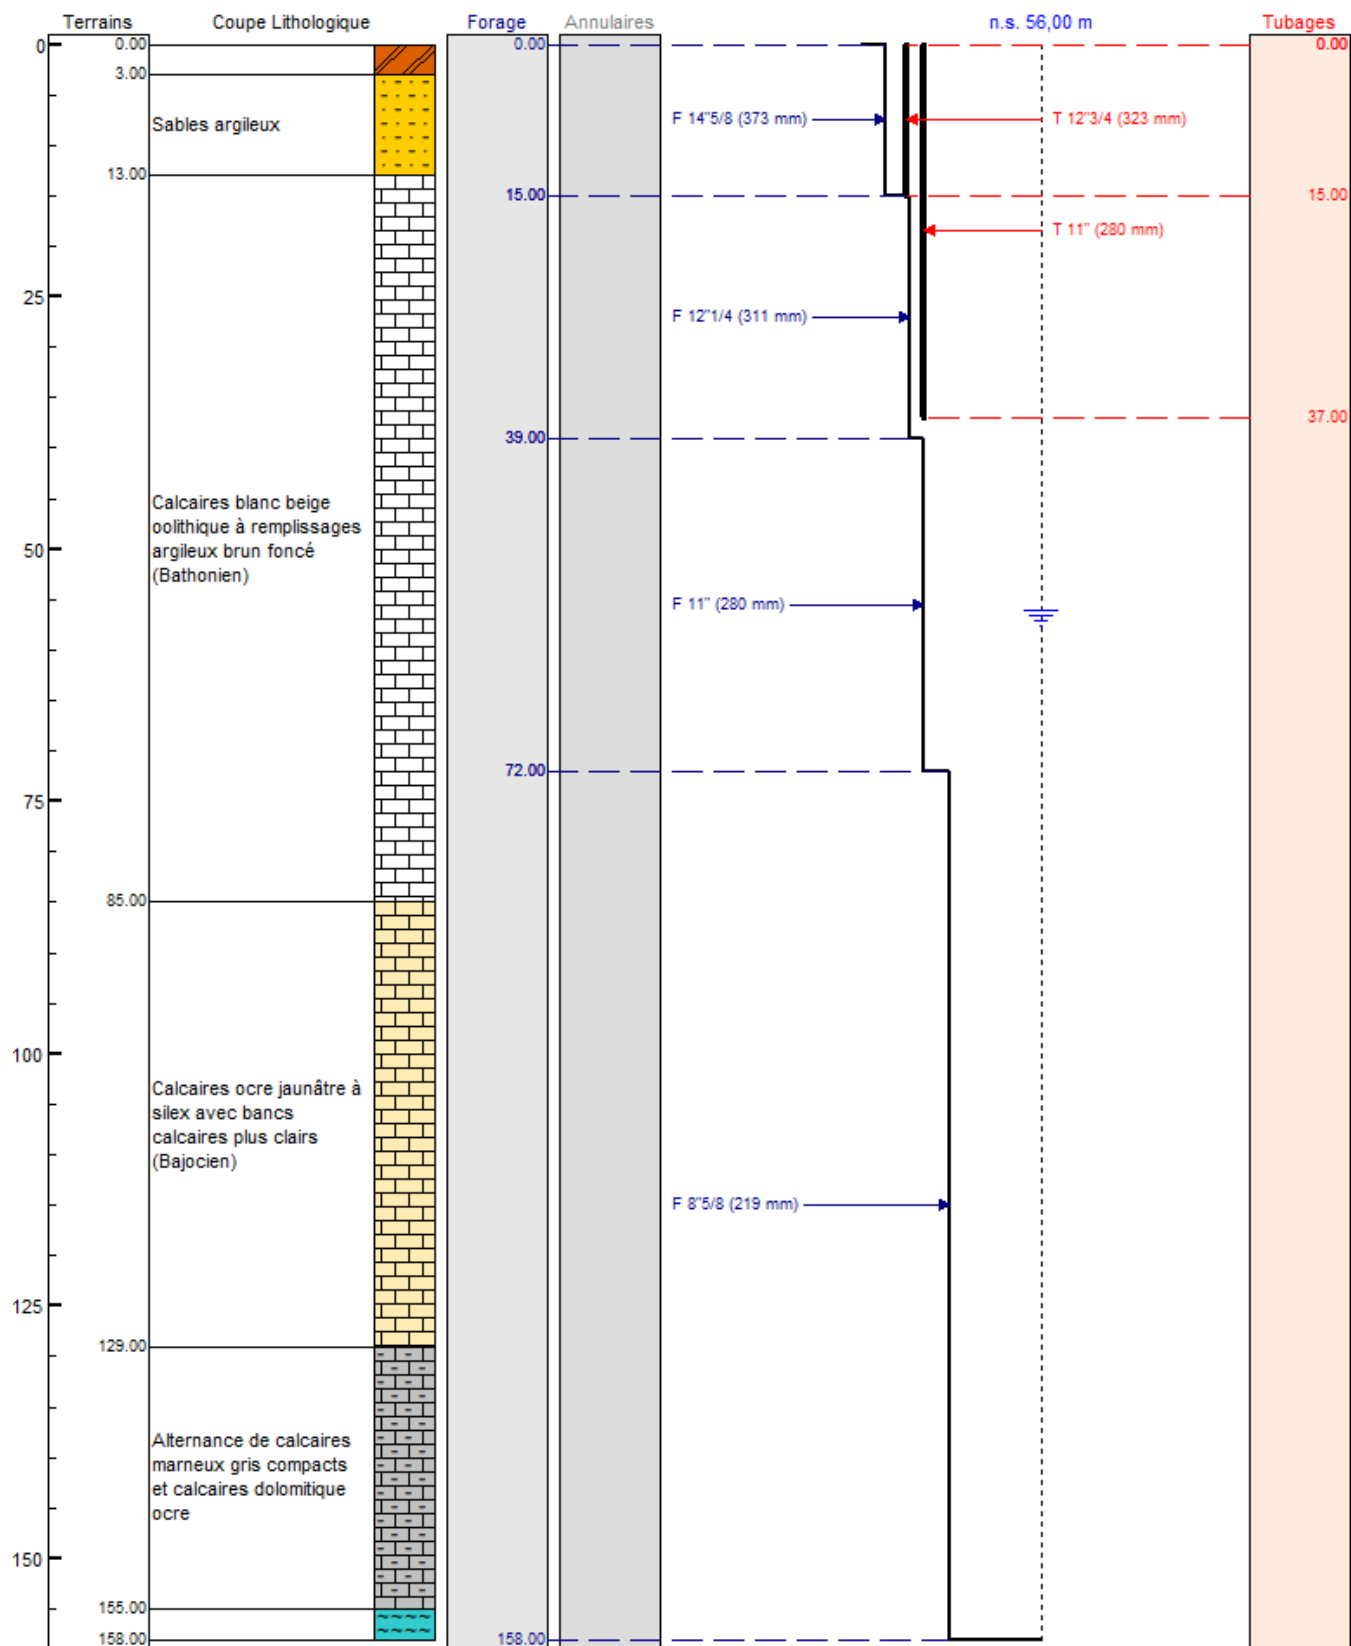 Terrains
Coupe Lithologique
Forage
Annulaires
n.s. 56,00 m
Tubages
0
0.00
0.00
0.00
3.00
F 14"5/8 (373 mm)
T 12"3/4 (323 mm)
Sables argileux
13.00
15.00
15.00
T 11" (280 mm)
25
F 12"1/4 (311 mm)
37.00
39.00
Calcaires blanc beige
oolithique à remplissages
argileux brun foncé
(Bathonien)
50
F 11" (280 mm)
72.00
75
85.00
100
Calcaires ocre jaunâtre à
silex avec bancs
calcaires plus clairs
(Bajocien)
F 8"5/8 (219 mm)
125
129.00
Alternance de calcaires
marneux gris compacts
et calcaires dolomitique
ocre
150
155.00
158.00
158.00